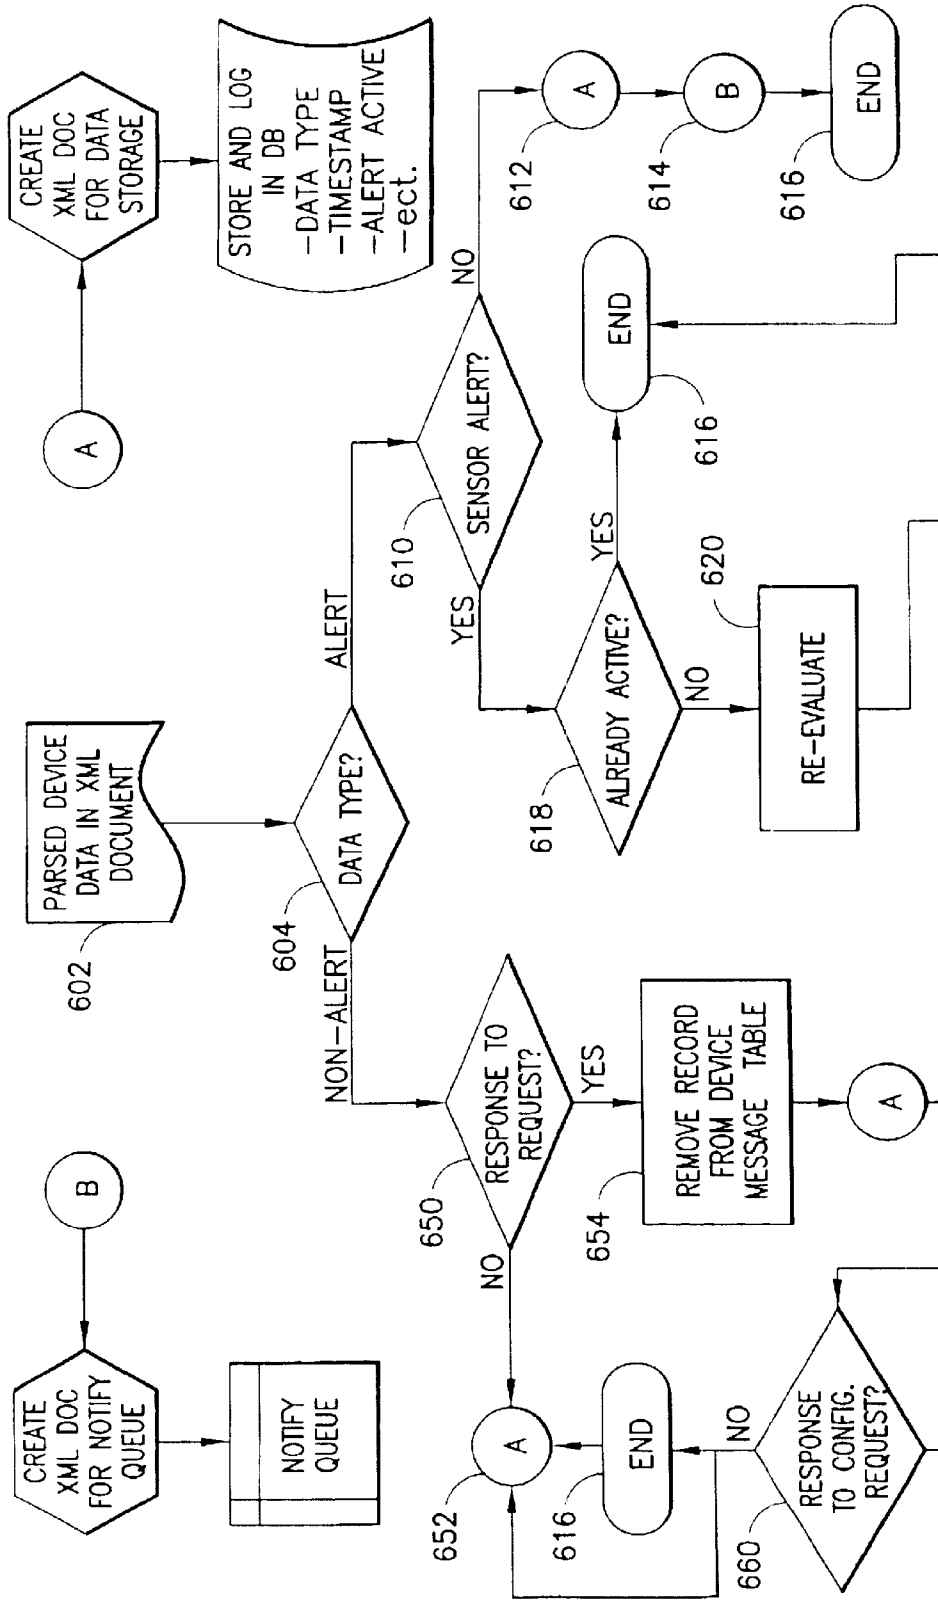 CREATE
XML DOC
FOR NOTIFY
QUEUE
B
NOTIFY
QUEUE
PARSED DEVICE
DATA IN XML
DOCUMENT
602
A
CREATE
XML DOC
FOR DATA
STORAGE
STORE AND LOG
IN DB
-DATA TYPE
-TIMESTAMP
-ALERT ACTIVE
-ect.
604
DATA TYPE?
NON-ALERT
ALERT
650
RESPONSE TO
REQUEST?
NO
YES
610
SENSOR ALERT?
YES
NO
652
A
616
END
654
REMOVE RECORD
FROM DEVICE
MESSAGE TABLE
A
618
ALREADY ACTIVE?
YES
NO
END
616
612
A
614
B
616
END
620
RE-EVALUATE
660
RESPONSE
TO CONFIG.
REQUEST?
NO